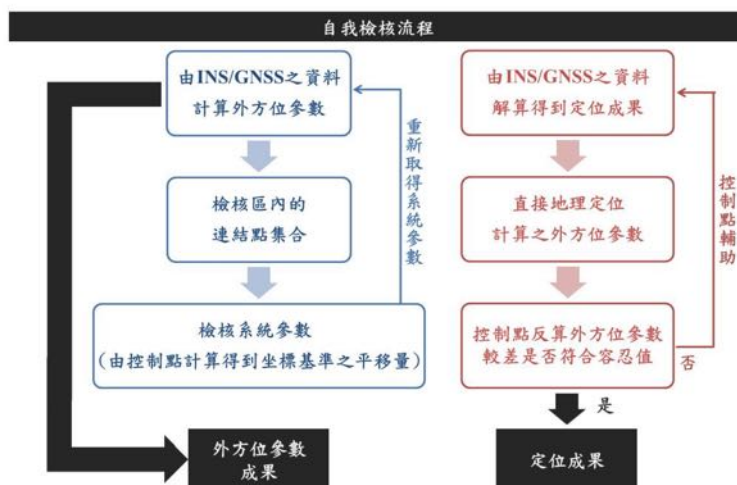 自我檢核流程
由INS/GNSS之資料
計算外方位參數
檢核區內的
連結點集合
檢核系統參數
（由控制點計算得到坐標基準之平移量）
重新取得系統參數
外方位參數
成果
由INS/GNSS之資料
解算得到定位成果
直接地理定位
計算之外方位參數
控制點反算外方位參數
較差是否符合容忍值
否
控制點輔助
是
定位成果